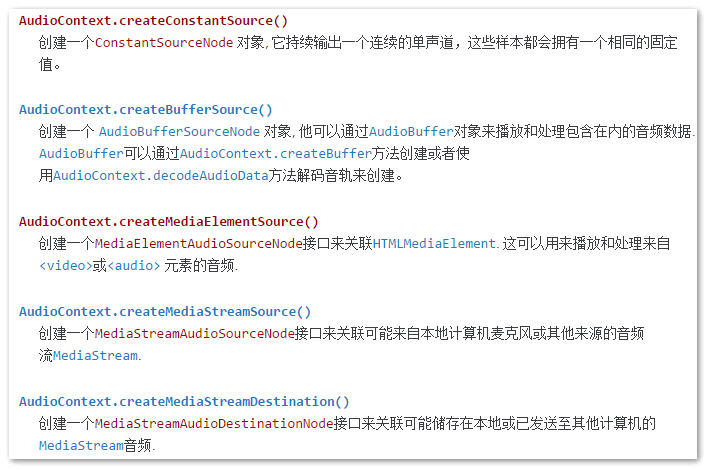 AudioContext.createConstantSource()
创建一个ConstantSourceNode 对象, 它持续输出一个连续的单声道，这些样本都会拥有一个相同的固定
值。
AudioContext.createBufferSource()
创建一个 AudioBufferSourceNode 对象, 他可以通过AudioBuffer对象来播放和处理包含在内的音频数据.
AudioBuffer可以通过AudioContext.createBuffer方法创建或者使
用AudioContext.decodeAudioData方法解码音轨来创建。
AudioContext.createMediaElementSource()
创建一个MediaElementAudioSourceNode接口来关联HTMLMediaElement. 这可以用来播放和处理来自
<video>或<audio> 元素的音频.
AudioContext.createMediaStreamSource()
创建一个MediaStreamAudioSourceNode接口来关联可能来自本地计算机麦克风或其他来源的音频
流MediaStream.
AudioContext.createMediaStreamDestination()
创建一个MediaStreamAudioDestinationNode接口来关联可能储存在本地或已发送至其他计算机的
MediaStream音频.